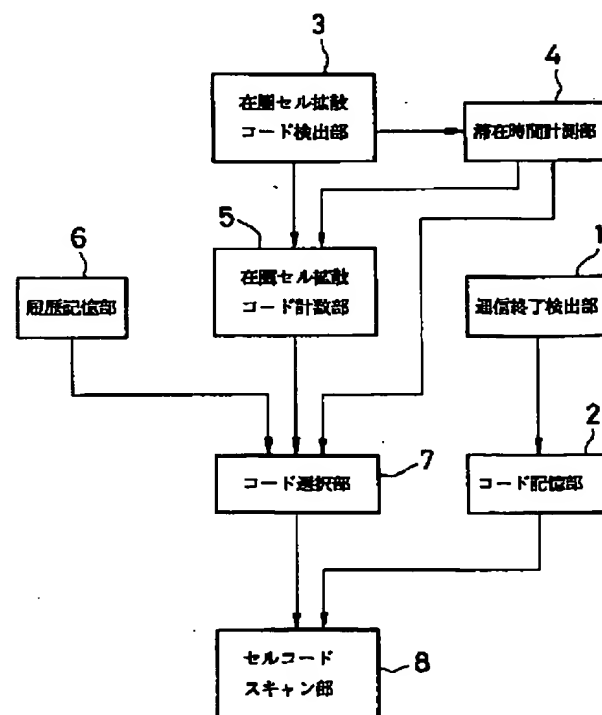 3
在圏セル拡散
コード検出部
4
滞在時間計測部
5
在圏セル拡散
コード計数部
6
履歴記憶部
1
通信終了検出部
7
コード選択部
2
コード記憶部
8
セルコード
スキャン部